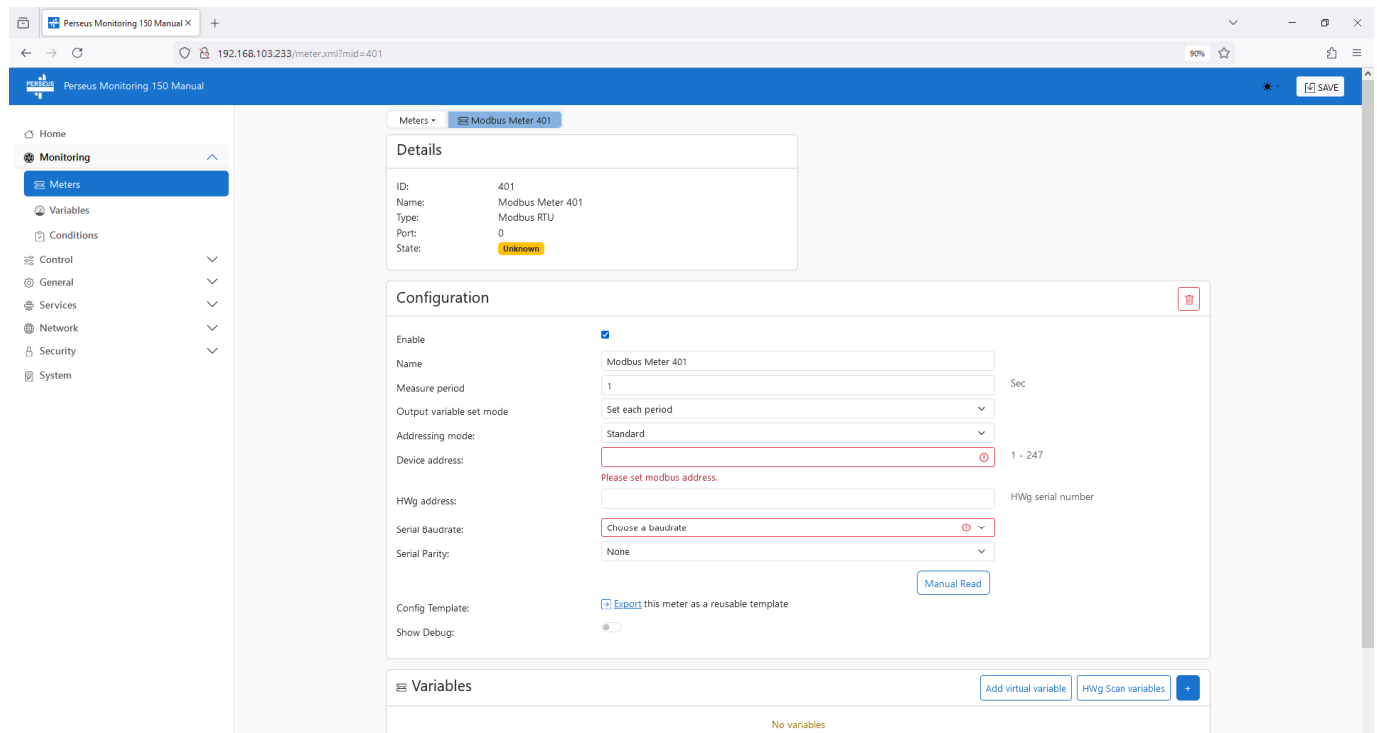 Perseus Monitoring 150 Manual
192.168.103.233/meter.xml?mid=401
90%
PERSEUS
Perseus Monitoring 150 Manual
SAVE
Home
Monitoring
Meters
Variables
Conditions
Control
General
Services
Network
Security
System
Meters
Modbus Meter 401
Details
ID: 401
Name: Modbus Meter 401
Type: Modbus RTU
Port: 0
State: Unknown
Configuration
Enable
Name Modbus Meter 401
Measure period 1 Sec
Output variable set mode Set each period
Addressing mode: Standard
Device address: 1 - 247
Please set modbus address.
HWg address: HWg serial number
Serial Baudrate: Choose a baudrate
Serial Parity: None
Manual Read
Config Template: Export this meter as a reusable template
Show Debug:
Variables
Add virtual variable
HWg Scan variables
+
No variables